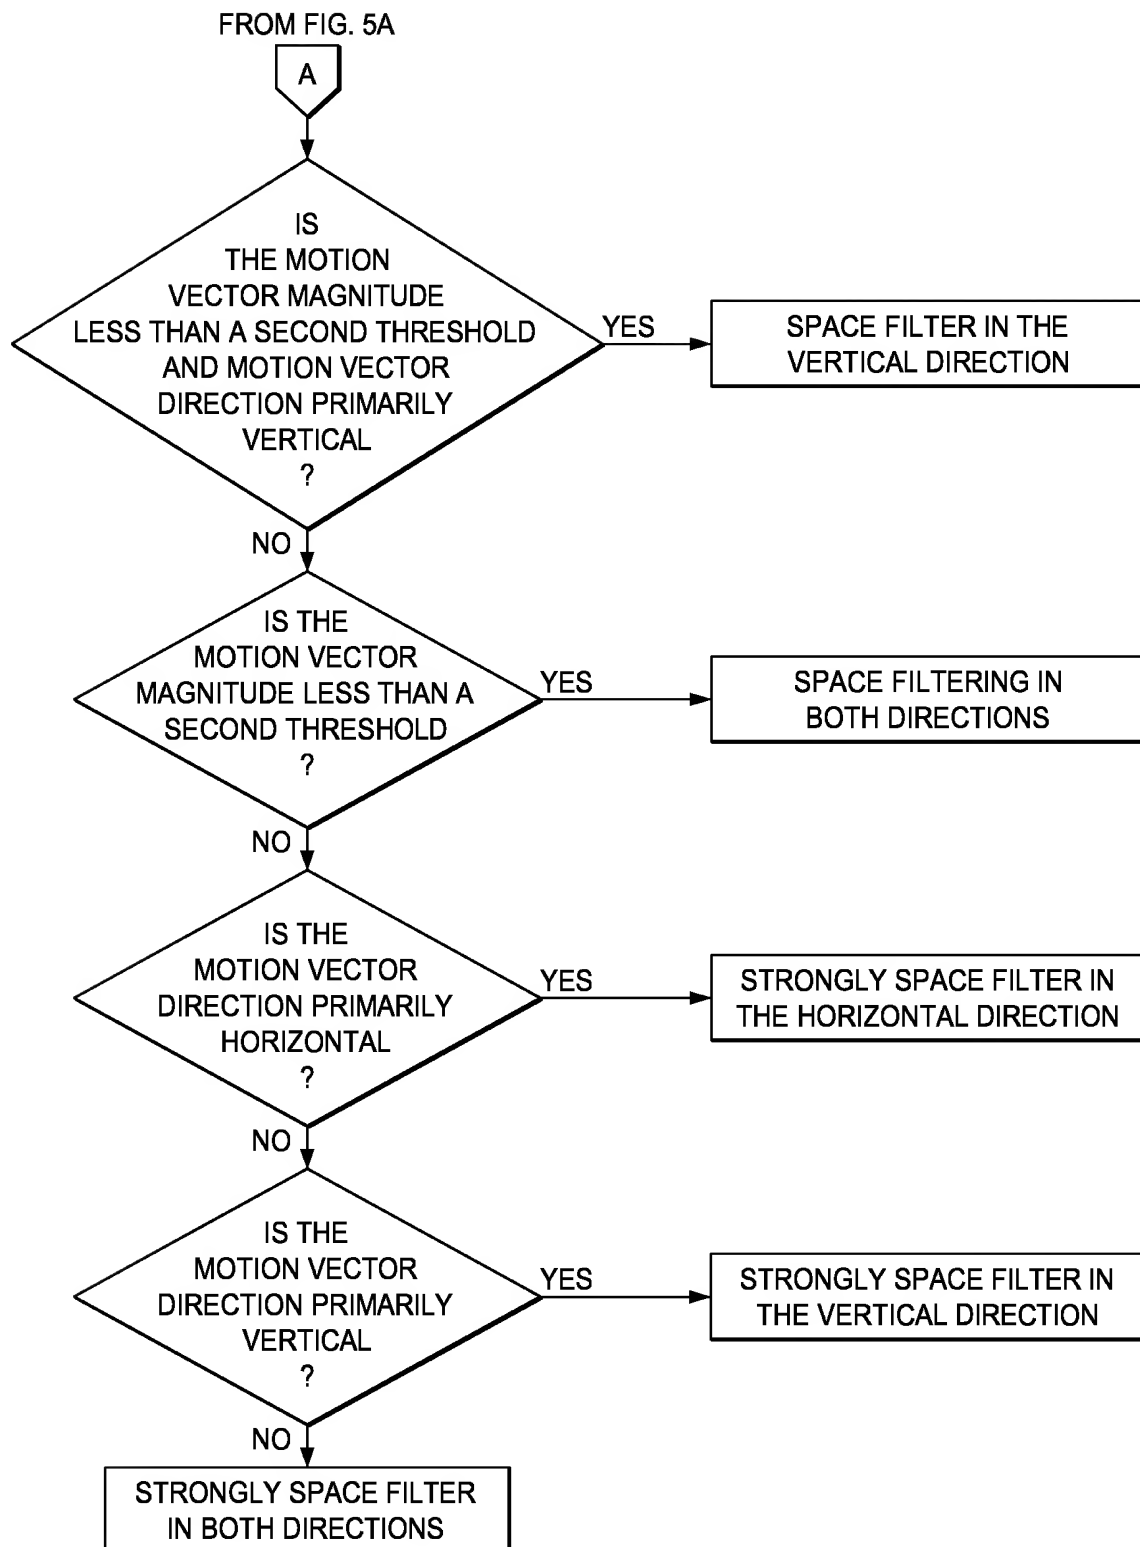 FROM FIG. 5A
A
IS
THE MOTION
VECTOR MAGNITUDE
LESS THAN A SECOND THRESHOLD
AND MOTION VECTOR
DIRECTION PRIMARILY
VERTICAL
?
YES
SPACE FILTER IN THE
VERTICAL DIRECTION
NO
IS THE
MOTION VECTOR
MAGNITUDE LESS THAN A
SECOND THRESHOLD
?
YES
SPACE FILTERING IN
BOTH DIRECTIONS
NO
IS THE
MOTION VECTOR
DIRECTION PRIMARILY
HORIZONTAL
?
YES
STRONGLY SPACE FILTER IN
THE HORIZONTAL DIRECTION
NO
IS THE
MOTION VECTOR
DIRECTION PRIMARILY
VERTICAL
?
YES
STRONGLY SPACE FILTER IN
THE VERTICAL DIRECTION
NO
STRONGLY SPACE FILTER
IN BOTH DIRECTIONS